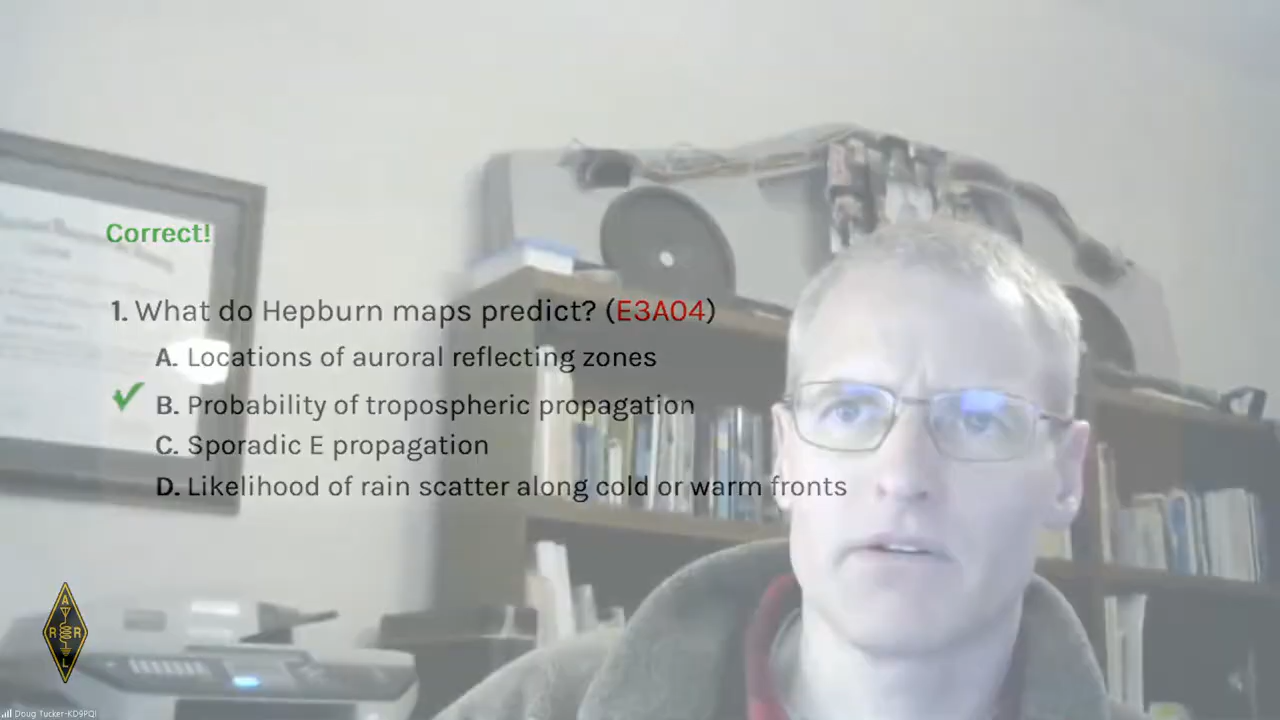 Correct!
1. What do Hepburn maps predict? (E3A04)
A. Locations of auroral reflecting zones
B. Probability of tropospheric propagation
C. Sporadic E propagation
D. Likelihood of rain scatter along cold or warm fronts
A
R R
L
Doug Tucker-KD9PQI